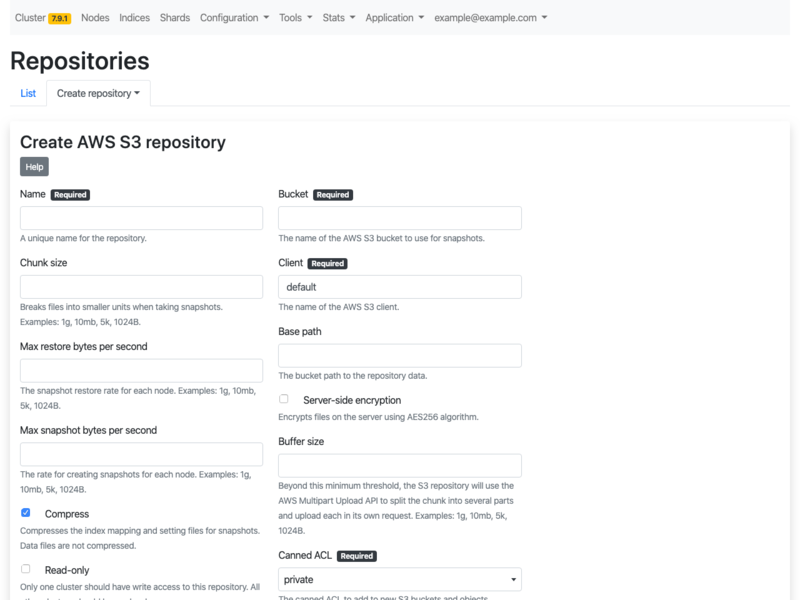 Cluster 7.9.1 Nodes Indices Shards Configuration Tools Stats Application example@example.com
Repositories
List Create repository
Create AWS S3 repository
Help
Name Required
A unique name for the repository.
Chunk size
Breaks files into smaller units when taking snapshots.
Examples: 1g, 10mb, 5k, 1024B.
Max restore bytes per second
The snapshot restore rate for each node. Examples: 1g, 10mb,
5k, 1024B.
Max snapshot bytes per second
The rate for creating snapshots for each node. Examples: 1g,
10mb, 5k, 1024B.
Compress
Compresses the index mapping and setting files for snapshots.
Data files are not compressed.
Read-only
Only one cluster should have write access to this repository. All
Bucket Required
The name of the AWS S3 bucket to use for snapshots.
Client Required
default
The name of the AWS S3 client.
Base path
The bucket path to the repository data.
Server-side encryption
Encrypts files on the server using AES256 algorithm.
Buffer size
Beyond this minimum threshold, the S3 repository will use the
AWS Multipart Upload API to split the chunk into several parts
and upload each in its own request. Examples: 1g, 10mb, 5k,
1024B.
Canned ACL Required
private
The canned ACL to add to new S3 buckets and objects.